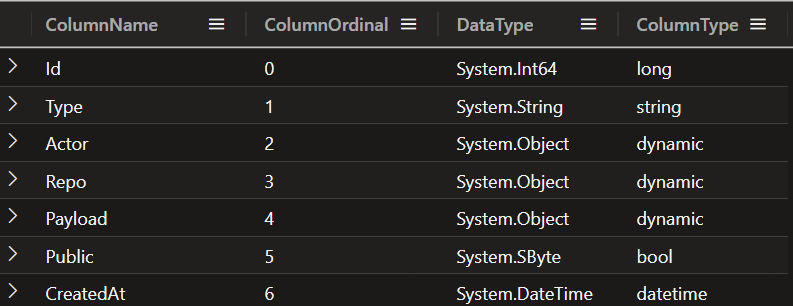 ColumnName ColumnOrdinal DataType ColumnType
Id 0 System.Int64 long
Type 1 System.String string
Actor 2 System.Object dynamic
Repo 3 System.Object dynamic
Payload 4 System.Object dynamic
Public 5 System.SByte bool
CreatedAt 6 System.DateTime datetime